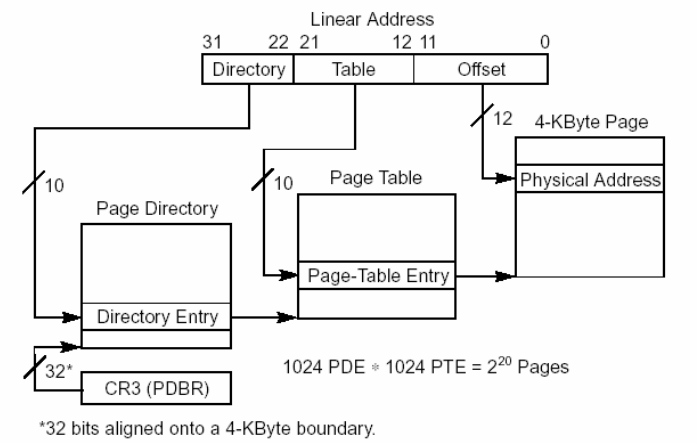 Linear Address
31 22 21 12 11 0
Directory Table Offset
12
4-KByte Page
10
10
Page Table
Physical Address
Page Directory
Page-Table Entry
Directory Entry
32*
CR3 (PDBR)
1024 PDE * 1024 PTE = 2²⁰ Pages
*32 bits aligned onto a 4-KByte boundary.